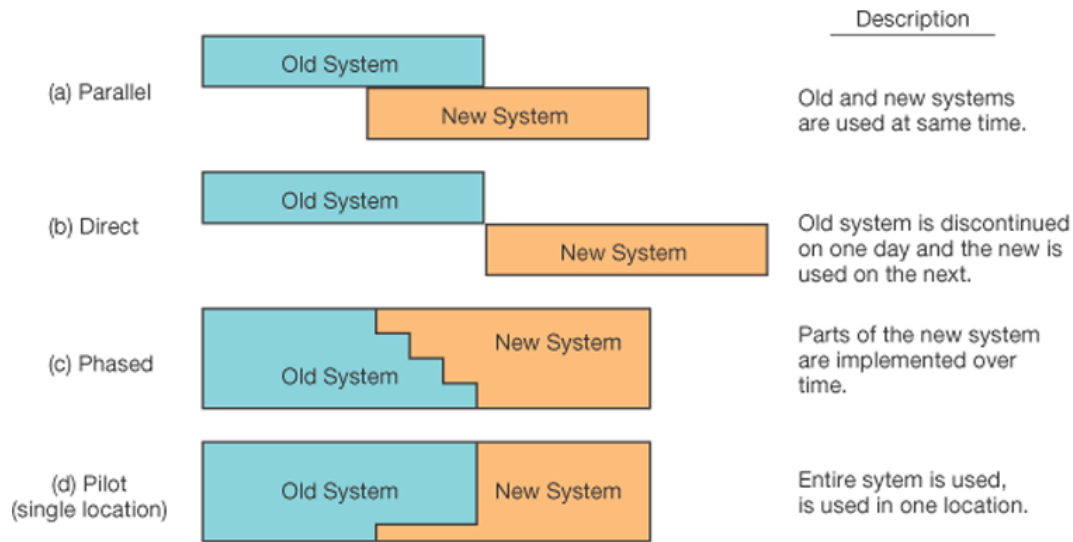 Description
(a) Parallel
Old System
New System
Old and new systems
are used at same time.
(b) Direct
Old System
New System
Old system is discontinued
on one day and the new is
used on the next.
(c) Phased
Old System
New System
Parts of the new system
are implemented over
time.
(d) Pilot
(single location)
Old System
New System
Entire sytem is used,
is used in one location.